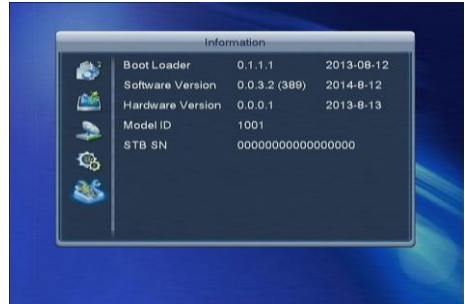 Information
Boot Loader 0.1.1.1 2013-08-12
Software Version 0.0.3.2 (389) 2014-8-12
Hardware Version 0.0.0.1 2013-8-13
Model ID 1001
STB SN 00000000000000000